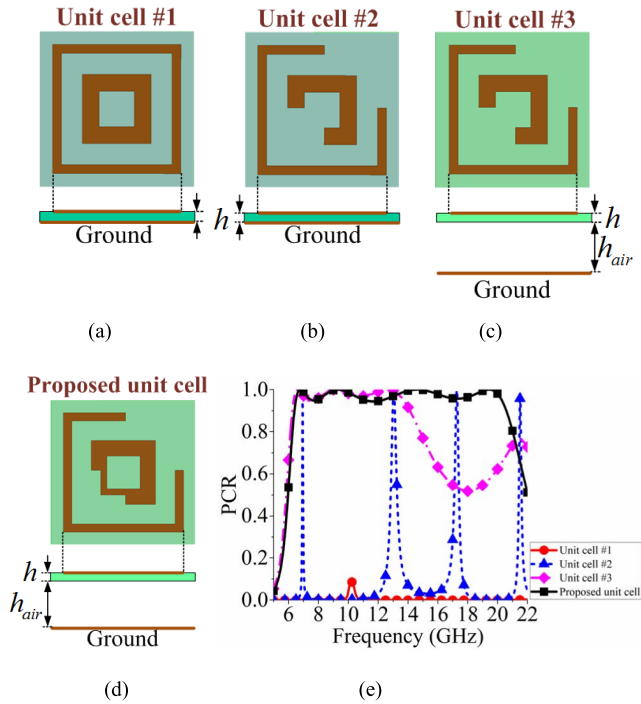 Unit cell #1
Unit cell #2
Unit cell #3
Ground
h
Ground
h
h_air
Ground
(a)
(b)
(c)
Proposed unit cell
h
h_air
Ground
(d)
PCR
1.0
0.8
0.6
0.4
0.2
0.0
6 8 10 12 14 16 18 20 22
Frequency (GHz)
Unit cell #1
Unit cell #2
Unit cell #3
Proposed unit cell
(e)